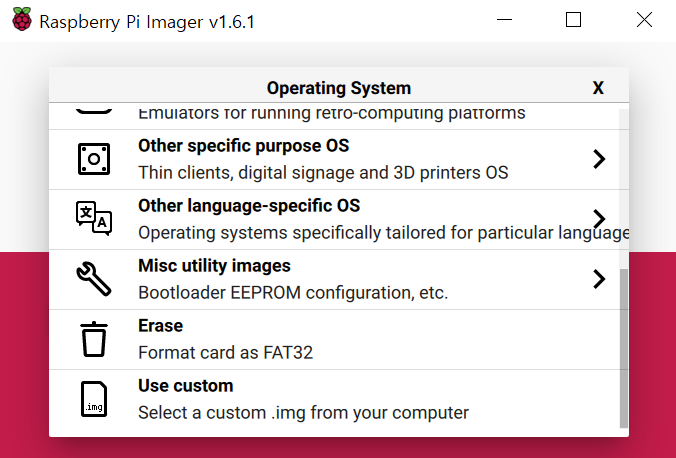 Raspberry Pi Imager v1.6.1
Operating System
X
Emulators for running retro-computing platforms
Other specific purpose OS
Thin clients, digital signage and 3D printers OS
Other language-specific OS
Operating systems specifically tailored for particular language
Misc utility images
Bootloader EEPROM configuration, etc.
Erase
Format card as FAT32
Use custom
Select a custom .img from your computer
文
A
.img